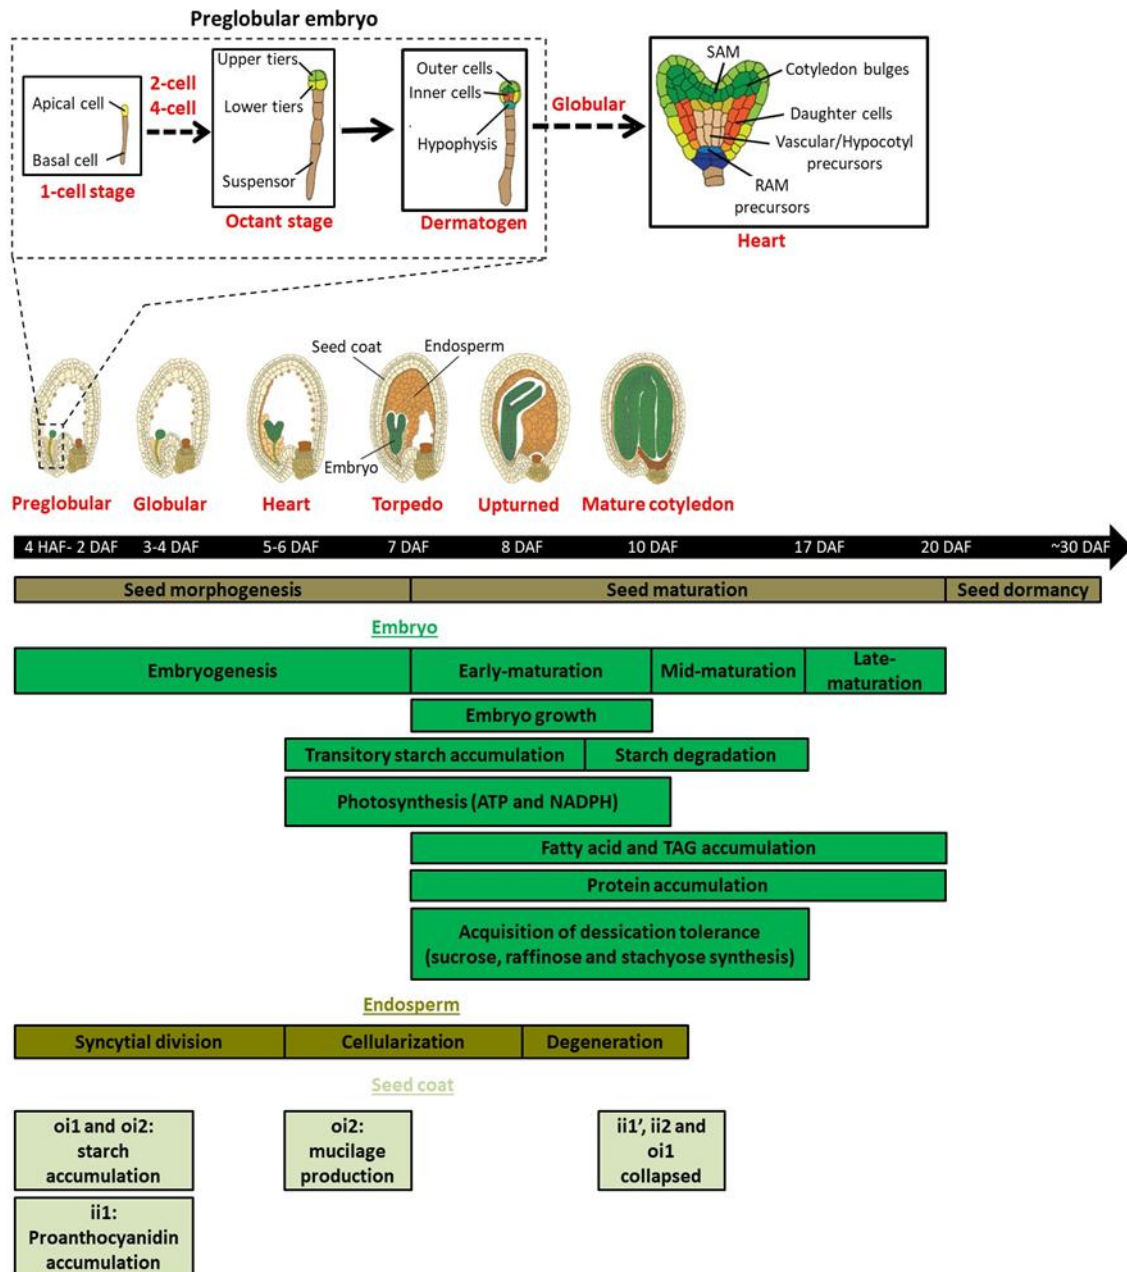 Preglobular embryo
Apical cell
Basal cell
1-cell stage
2-cell
4-cell
Upper tiers
Lower tiers
Suspensor
Octant stage
Outer cells
Inner cells
Hypophysis
Dermatogen
Globular
SAM
Cotyledon bulges
Daughter cells
Vascular/Hypocotyl
precursors
RAM
precursors
Heart
Seed coat
Endosperm
Embryo
Preglobular
Globular
Heart
Torpedo
Upturned
Mature cotyledon
4 HAF- 2 DAF
3-4 DAF
5-6 DAF
7 DAF
8 DAF
10 DAF
17 DAF
20 DAF
~30 DAF
Seed morphogenesis
Seed maturation
Seed dormancy
Embryo
Embryogenesis
Early-maturation
Mid-maturation
Late-
maturation
Embryo growth
Transitory starch accumulation
Starch degradation
Photosynthesis (ATP and NADPH)
Fatty acid and TAG accumulation
Protein accumulation
Acquisition of dessication tolerance
(sucrose, raffinose and stachyose synthesis)
Endosperm
Syncytial division
Cellularization
Degeneration
Seed coat
oi1 and oi2:
starch
accumulation
oi2:
mucilage
production
ii1’, ii2 and
oi1
collapsed
ii1:
Proanthocyanidin
accumulation